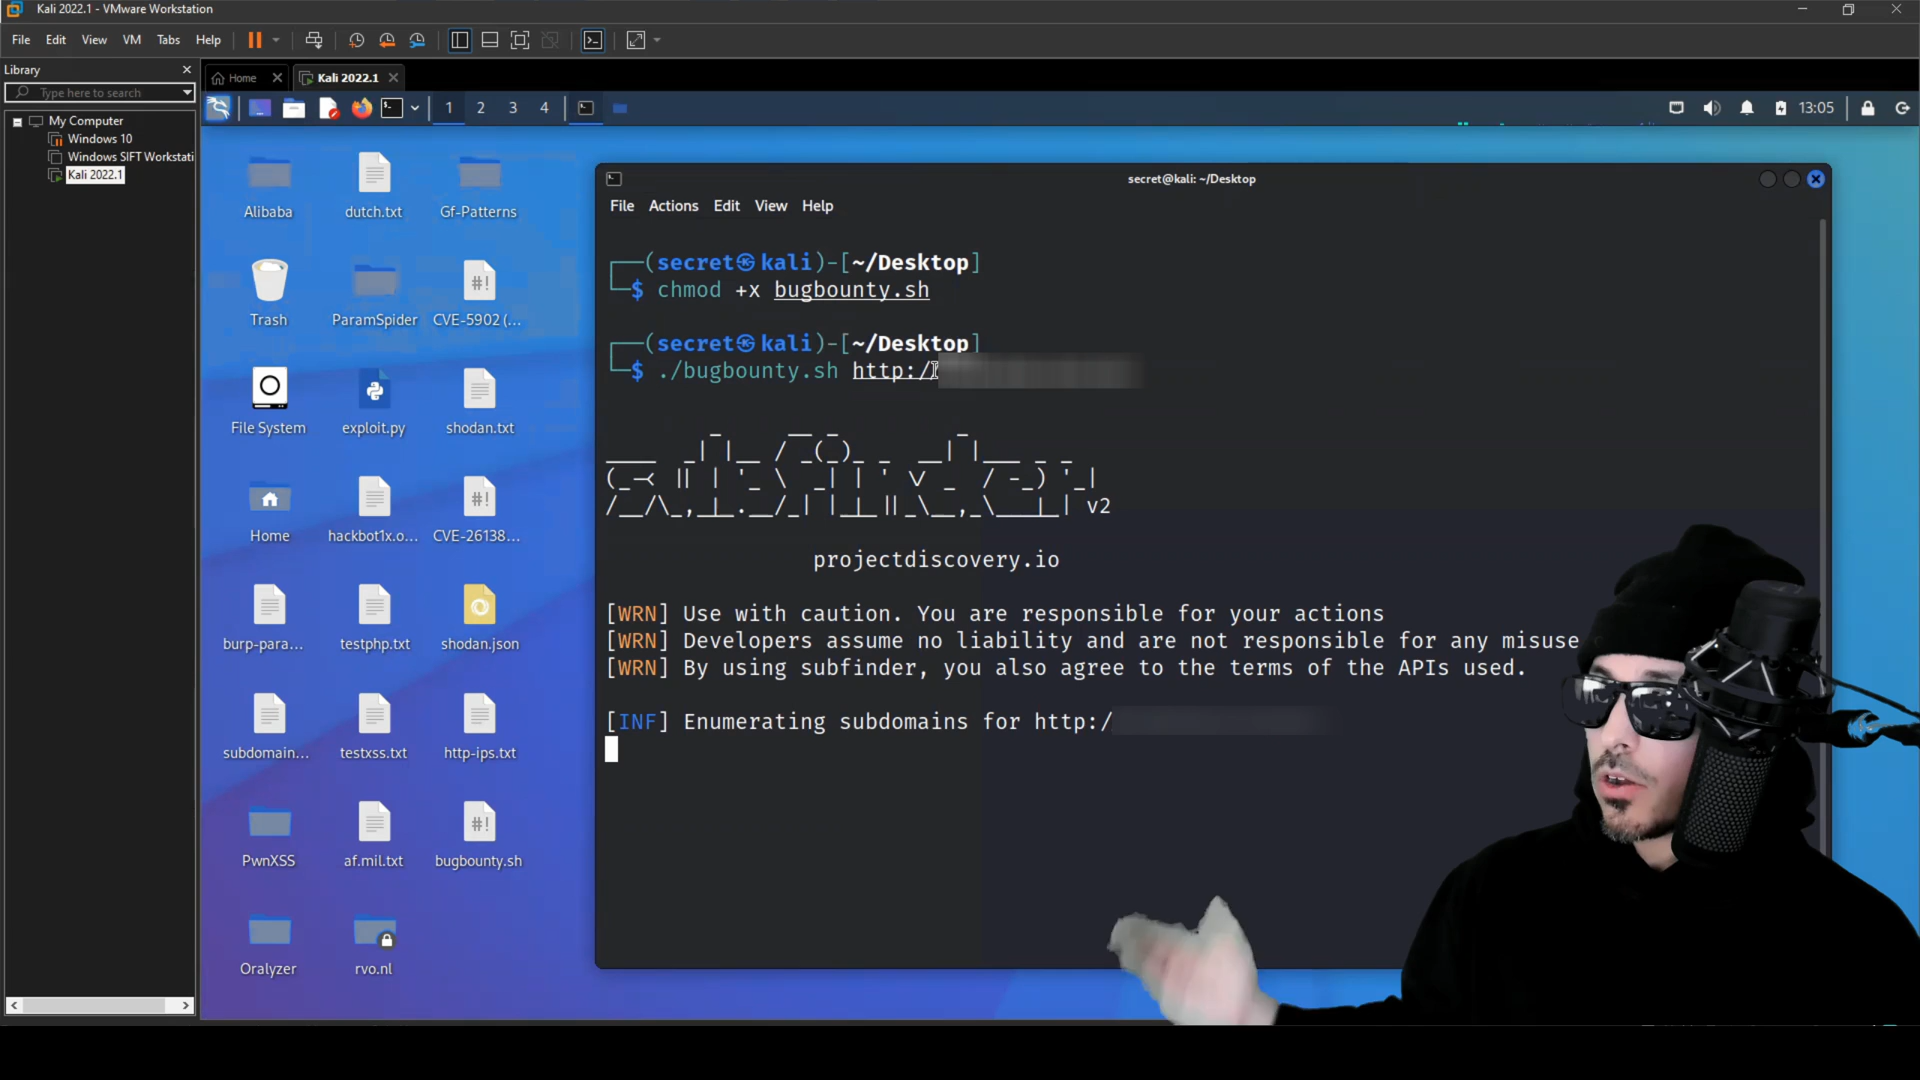 Kali 2022.1 - VMware Workstation
File Edit View VM Tabs Help
Library
Type here to search
My Computer
Windows 10
Windows SIFT Workstati
Kali 2022.1
Home
Kali 2022.1
1 2 3 4
13:05
Alibaba
dutch.txt
Gf-Patterns
Trash
ParamSpider
CVE-5902 (...
File System
exploit.py
shodan.txt
Home
hackbot1x.o...
CVE-26138...
burp-para...
testphp.txt
shodan.json
subdomain...
testxss.txt
http-ips.txt
PwnXSS
af.mil.txt
bugbounty.sh
Oralyzer
rvo.nl
secret@kali: ~/Desktop
File Actions Edit View Help
(secret㉿kali)-[~/Desktop]
$ chmod +x bugbounty.sh
(secret㉿kali)-[~/Desktop]
$ ./bugbounty.sh http:/
subfinder v2
projectdiscovery.io
[WRN] Use with caution. You are responsible for your actions
[WRN] Developers assume no liability and are not responsible for any misuse
[WRN] By using subfinder, you also agree to the terms of the APIs used.
[INF] Enumerating subdomains for http:/